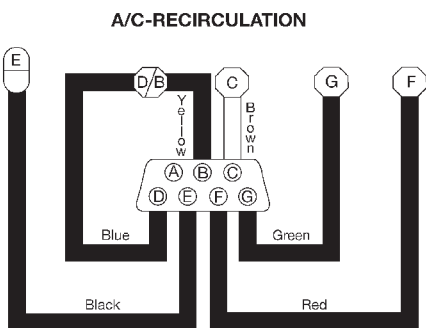 A/C-RECIRCULATION
E
D/B
C
G
F
Yellow
Brown
A B C
D E F G
Blue
Green
Black
Red